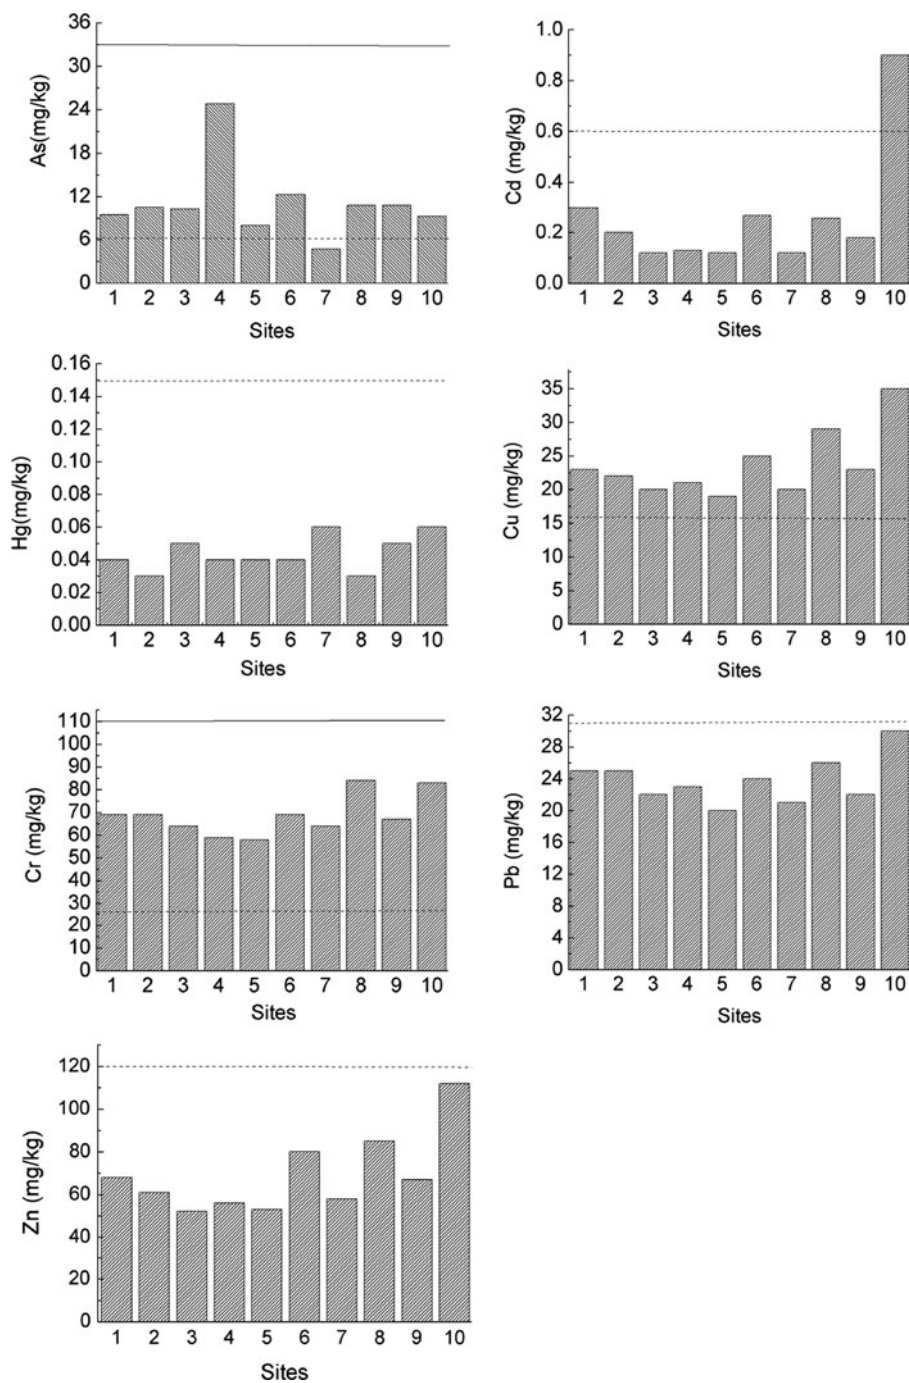 As(mg/kg)
36
30
24
18
12
6
0
1 2 3 4 5 6 7 8 9 10
Sites
Cd (mg/kg)
1.0
0.8
0.6
0.4
0.2
0.0
1 2 3 4 5 6 7 8 9 10
Sites
Hg(mg/kg)
0.16
0.14
0.12
0.10
0.08
0.06
0.04
0.02
0.00
1 2 3 4 5 6 7 8 9 10
Sites
Cu (mg/kg)
35
30
25
20
15
10
5
0
1 2 3 4 5 6 7 8 9 10
Sites
Cr (mg/kg)
110
100
90
80
70
60
50
40
30
20
10
0
1 2 3 4 5 6 7 8 9 10
Sites
Pb (mg/kg)
32
28
24
20
16
12
8
4
0
1 2 3 4 5 6 7 8 9 10
Sites
Zn (mg/kg)
120
100
80
60
40
20
0
1 2 3 4 5 6 7 8 9 10
Sites